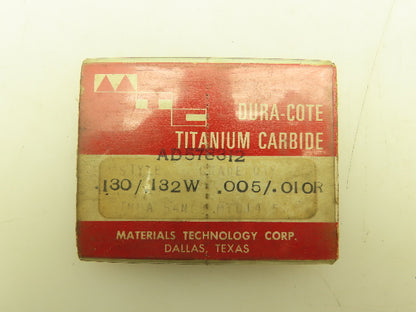 DURA-COTE
TITANIUM CARBIDE
AD578612
.130/.132W .005/.010R
MATERIALS TECHNOLOGY CORP.
DALLAS, TEXAS